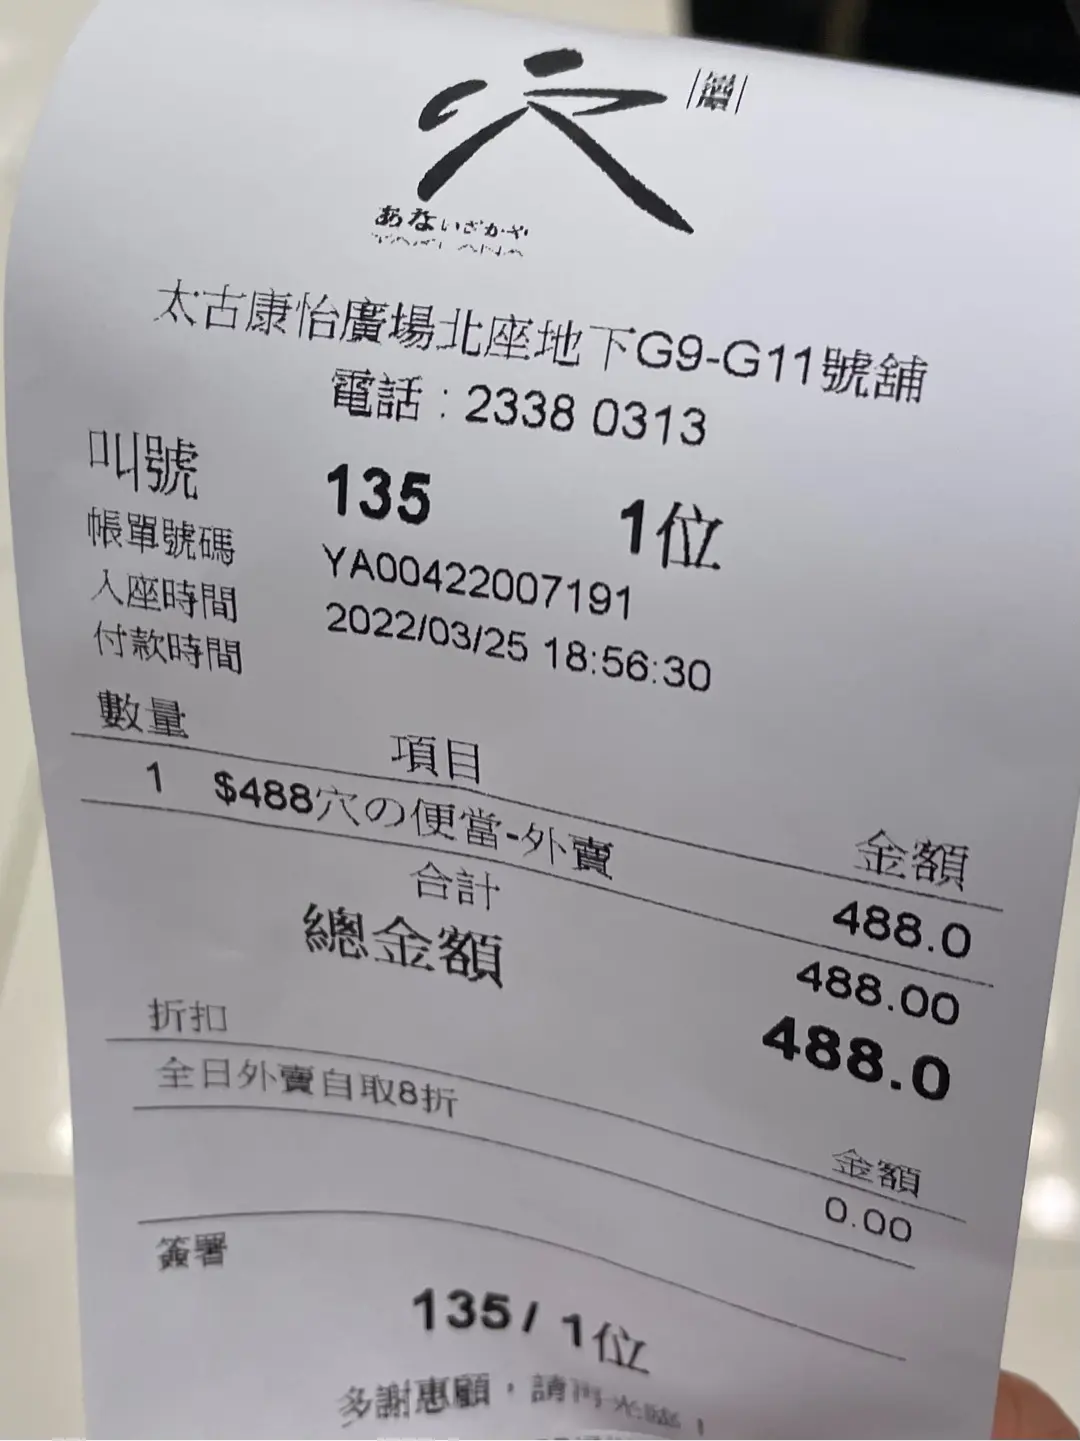 穴
あないざかや
太古康怡廣場北座地下G9-G11號舖
電話：2338 0313
叫號 135 1位
帳單號碼 YA00422007191
入座時間 2022/03/25 18:56:30
付款時間
數量 項目 金額
1 $488穴の便當-外賣 488.0
合計 488.00
總金額 488.0
折扣 金額
全日外賣自取8折 0.00
簽署
135/ 1位
多謝惠顧，請再光臨！